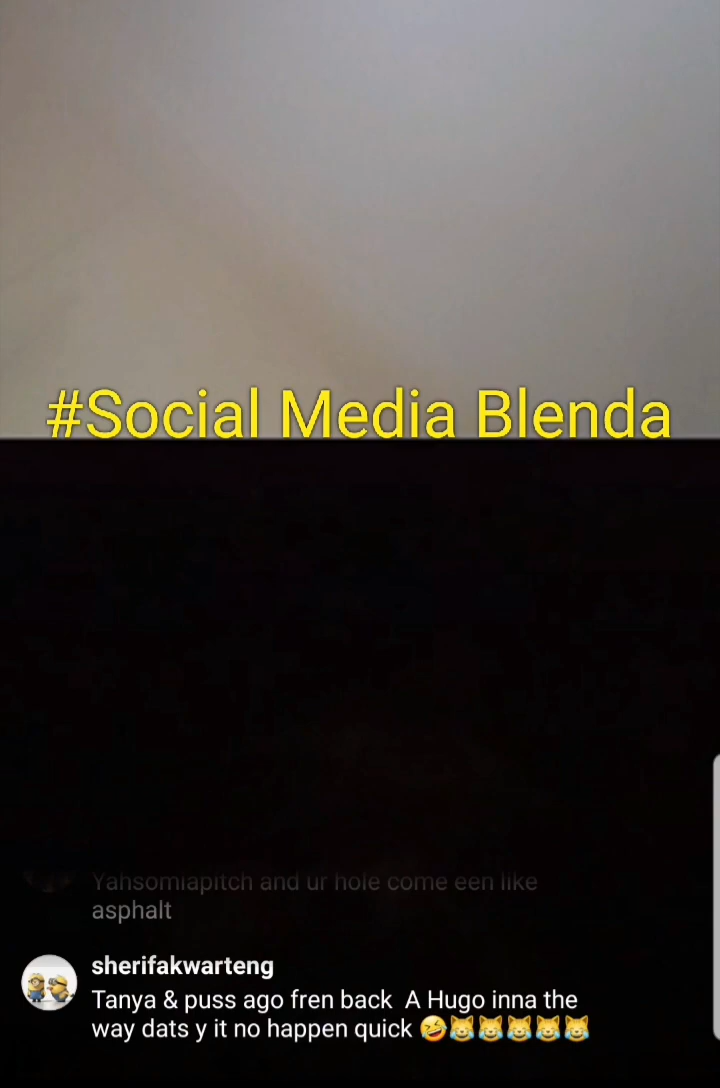 #Social Media Blenda
Yahsomiapitch and ur hole come een like
asphalt
sherifakwarteng
Tanya & puss ago fren back  A Hugo inna the
way dats y it no happen quick 🤣😹😹😹😹😹